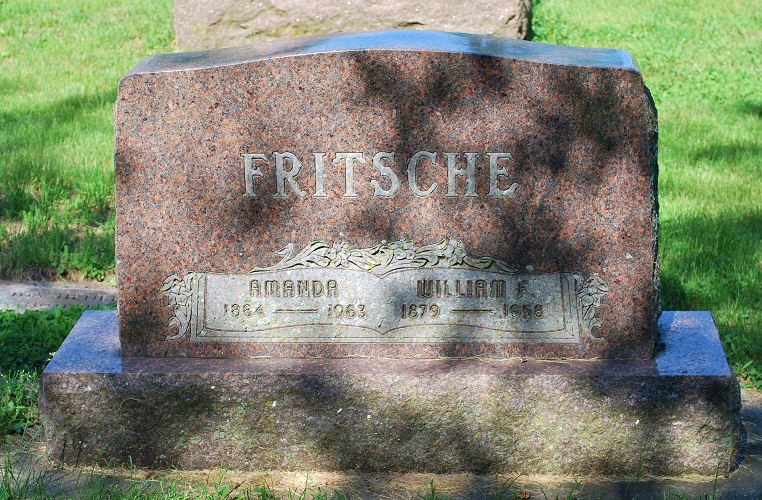 FRITSCHE
AMANDA WILLIAM F.
1884 — 1963 1879 — 1958